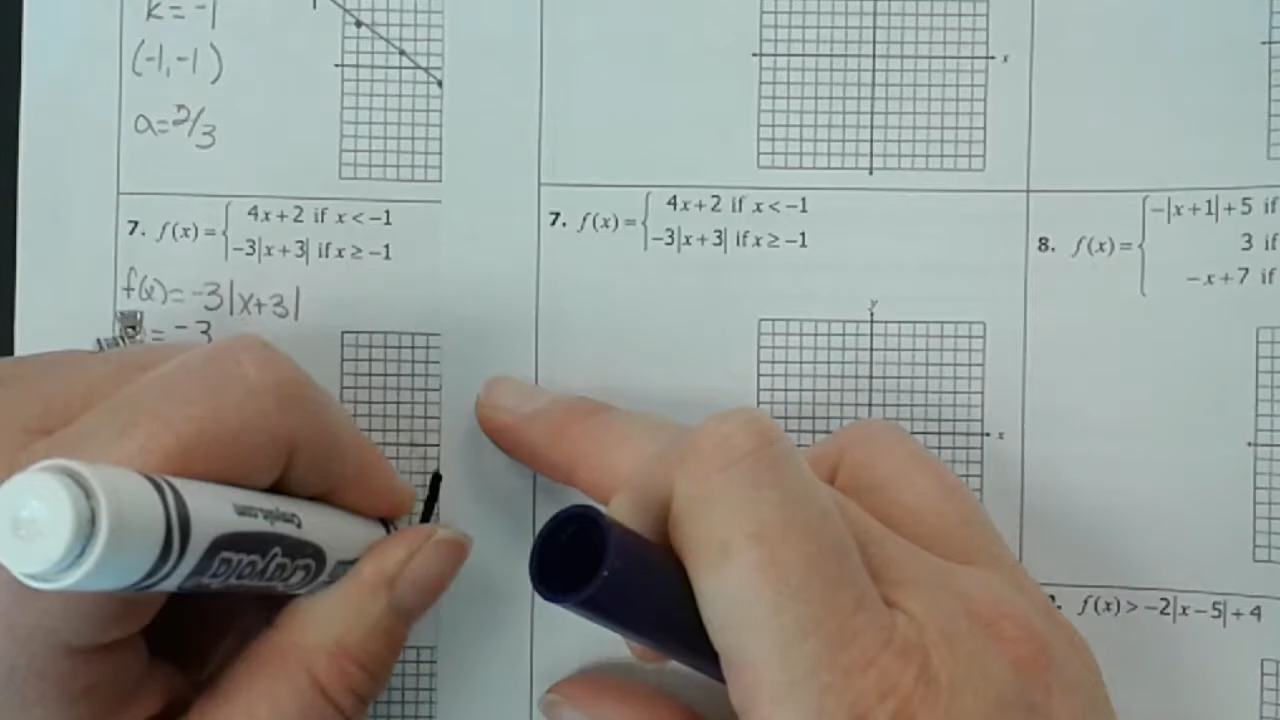 k = -1
(-1, -1)
a = 2/3
x
7. f(x) = { 4x+2 if x < -1
-3|x+3| if x ≥ -1
f(x) = -3|x+3|
= -3
7. f(x) = { 4x+2 if x < -1
-3|x+3| if x ≥ -1
y
x
8. f(x) = { -|x+1|+5 if
3 if
-x+7 if
f(x) > -2|x-5|+4
Crayola
Crayola.com